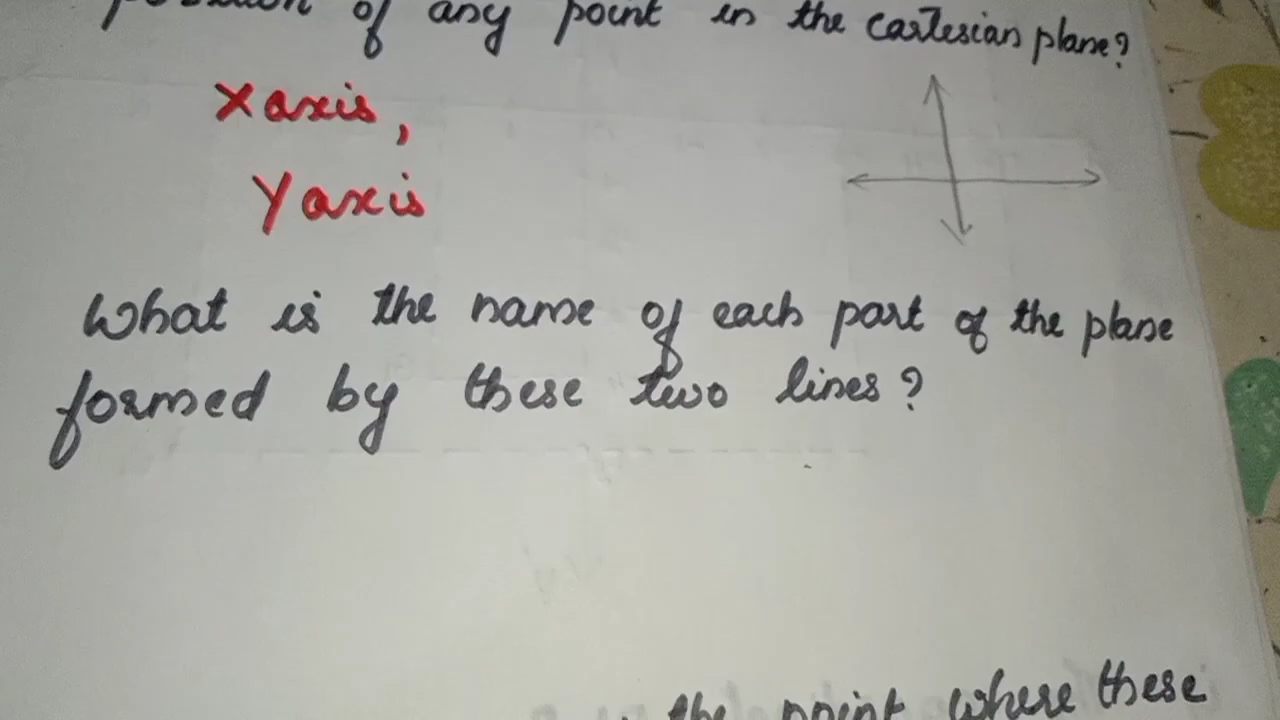 of any point in the cartesian plane?
X axis,
Y axis
What is the name of each part of the plane
formed by these two lines?
the point where these